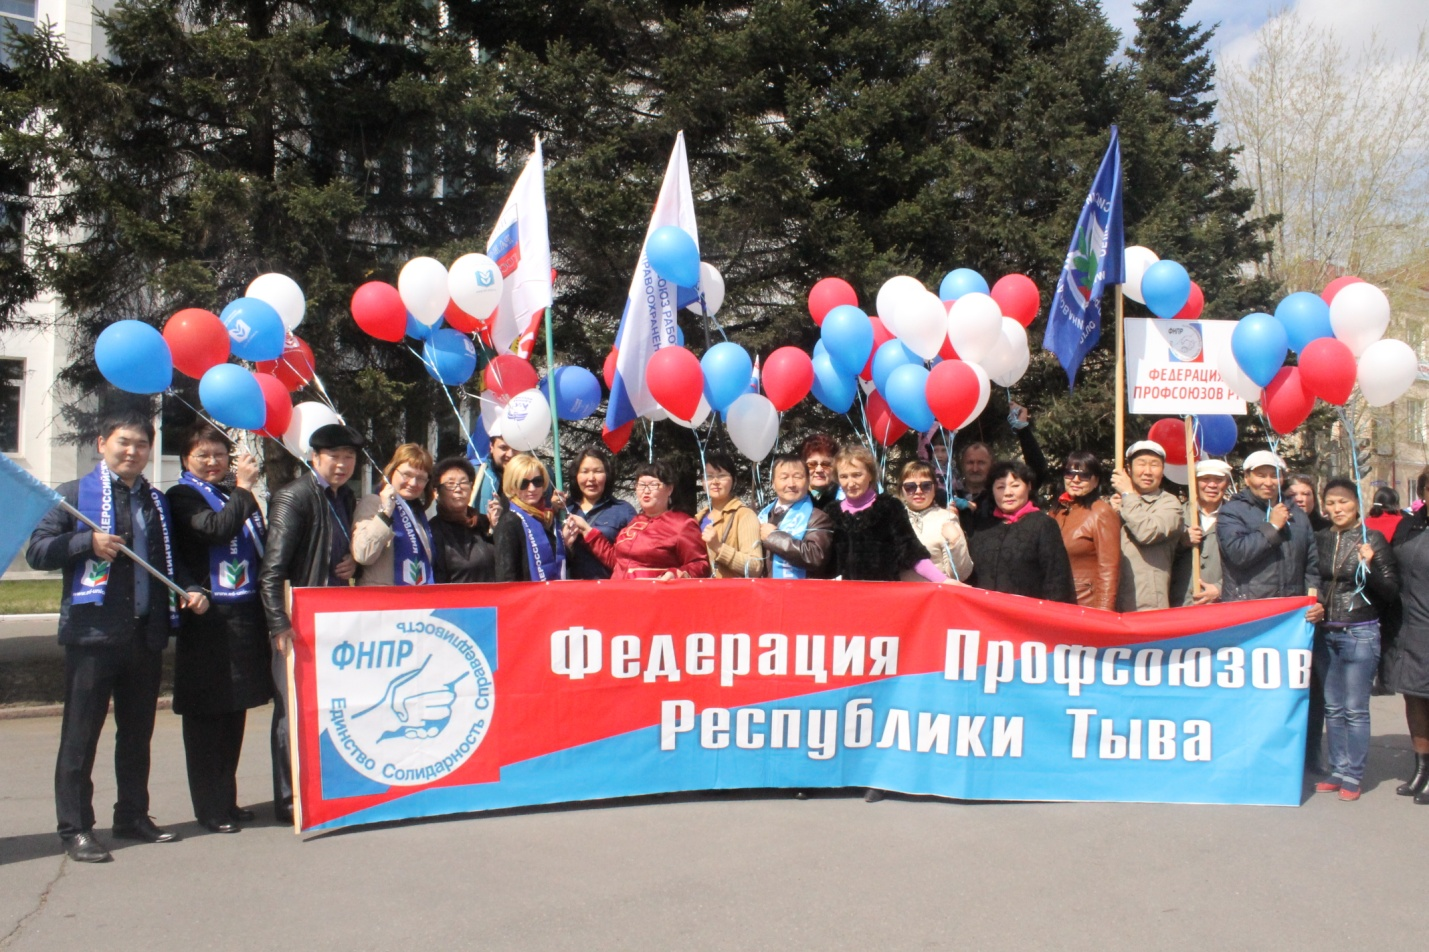 ФНПР
Единство Солидарность Справедливость
Федерация Профсоюзов
Республики Тыва
ФНПР
ФЕДЕРАЦИЯ
ПРОФСОЮЗОВ РТ